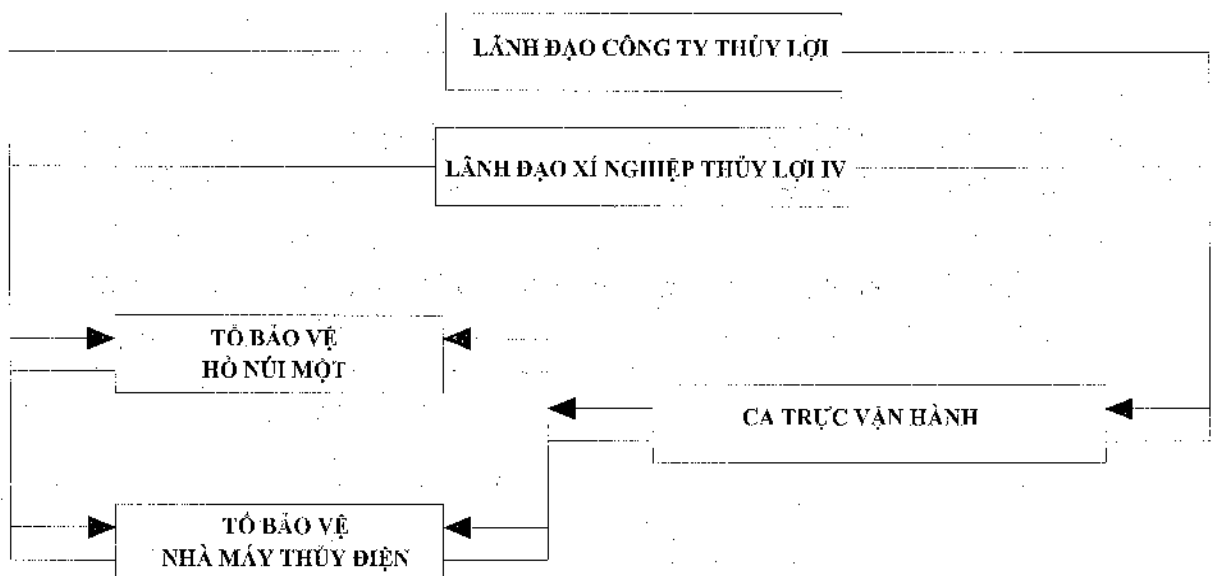 LÃNH ĐẠO CÔNG TY THỦY LỢI
LÃNH ĐẠO XÍ NGHIỆP THỦY LỢI IV
TỔ BẢO VỆ
HỒ NÚI MỘT
CA TRỰC VẬN HÀNH
TỔ BẢO VỆ
NHÀ MÁY THỦY ĐIỆN